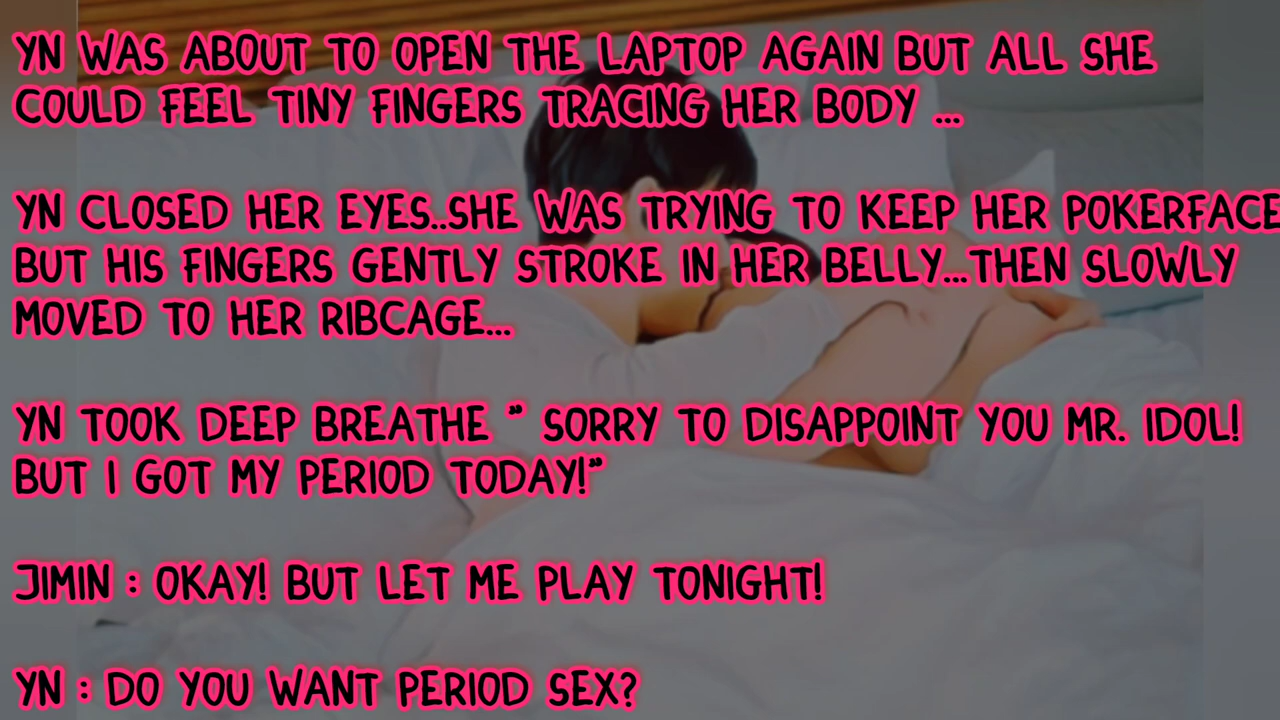 YN WAS ABOUT TO OPEN THE LAPTOP AGAIN BUT ALL SHE
COULD FEEL TINY FINGERS TRACING HER BODY ...
YN CLOSED HER EYES..SHE WAS TRYING TO KEEP HER POKERFACE
BUT HIS FINGERS GENTLY STROKE IN HER BELLY...THEN SLOWLY
MOVED TO HER RIBCAGE...
YN TOOK DEEP BREATHE " SORRY TO DISAPPOINT YOU MR. IDOL!
BUT I GOT MY PERIOD TODAY!"
JIMIN : OKAY! BUT LET ME PLAY TONIGHT!
YN : DO YOU WANT PERIOD SEX?